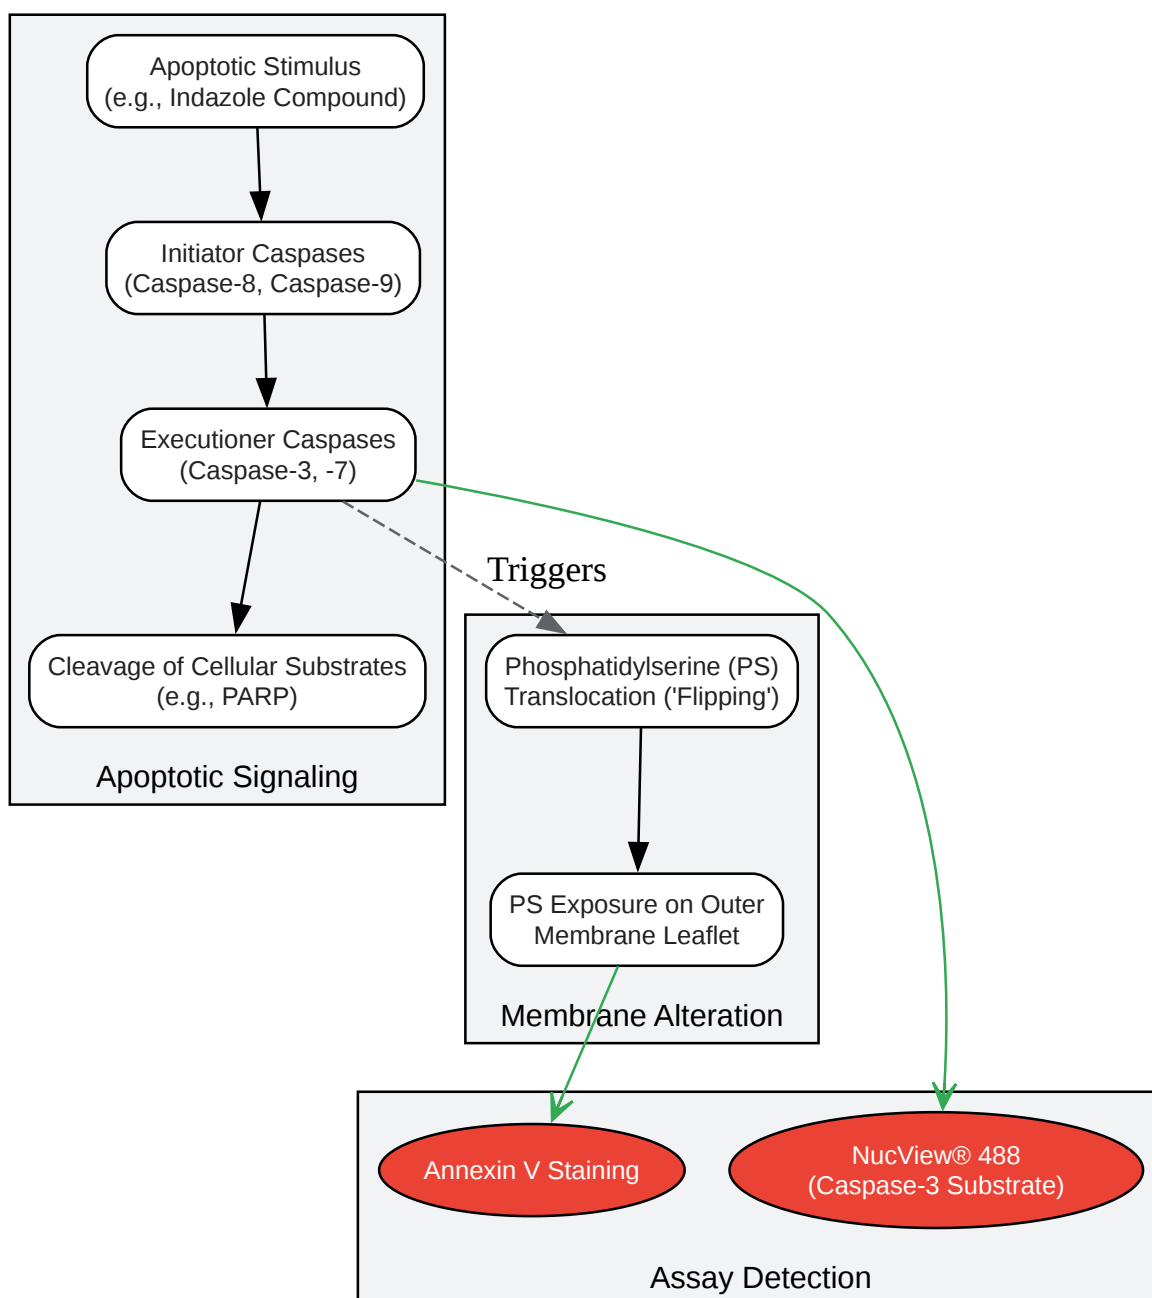 Apoptotic Stimulus
(e.g., Indazole Compound)
Initiator Caspases
(Caspase-8, Caspase-9)
Executioner Caspases
(Caspase-3, -7)
Triggers
Cleavage of Cellular Substrates
(e.g., PARP)
Apoptotic Signaling
Phosphatidylserine (PS)
Translocation ('Flipping')
PS Exposure on Outer
Membrane Leaflet
Membrane Alteration
Annexin V Staining
NucView® 488
(Caspase-3 Substrate)
Assay Detection